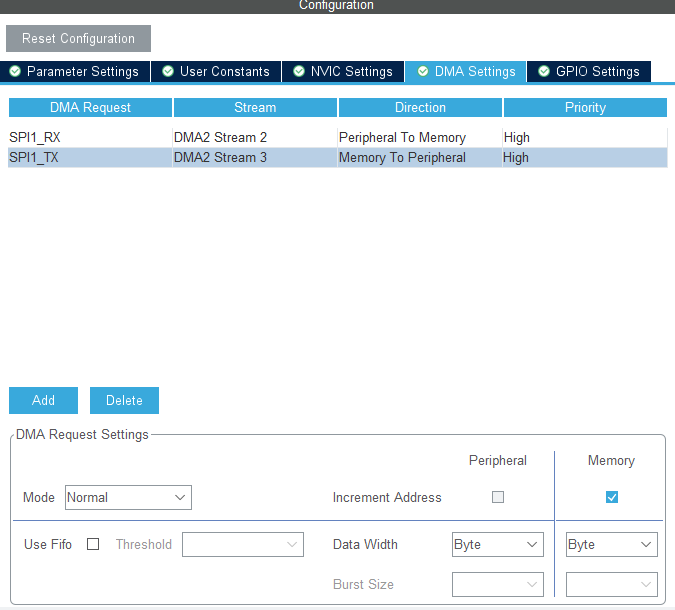 Configuration
Reset Configuration
Parameter Settings User Constants NVIC Settings DMA Settings GPIO Settings
DMA Request Stream Direction Priority
SPI1_RX DMA2 Stream 2 Peripheral To Memory High
SPI1_TX DMA2 Stream 3 Memory To Peripheral High
Add Delete
DMA Request Settings
Peripheral Memory
Mode Normal Increment Address
Use Fifo Threshold Data Width Byte Byte
Burst Size